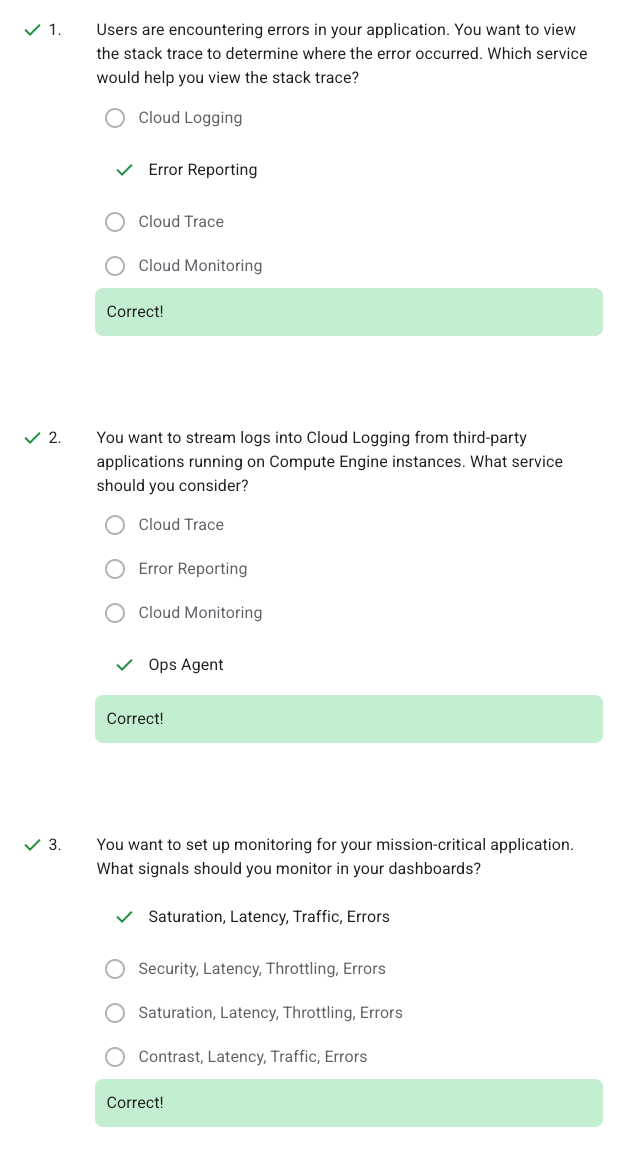 1. Users are encountering errors in your application. You want to view
the stack trace to determine where the error occurred. Which service
would help you view the stack trace?
Cloud Logging
Error Reporting
Cloud Trace
Cloud Monitoring
Correct!
2. You want to stream logs into Cloud Logging from third-party
applications running on Compute Engine instances. What service
should you consider?
Cloud Trace
Error Reporting
Cloud Monitoring
Ops Agent
Correct!
3. You want to set up monitoring for your mission-critical application.
What signals should you monitor in your dashboards?
Saturation, Latency, Traffic, Errors
Security, Latency, Throttling, Errors
Saturation, Latency, Throttling, Errors
Contrast, Latency, Traffic, Errors
Correct!